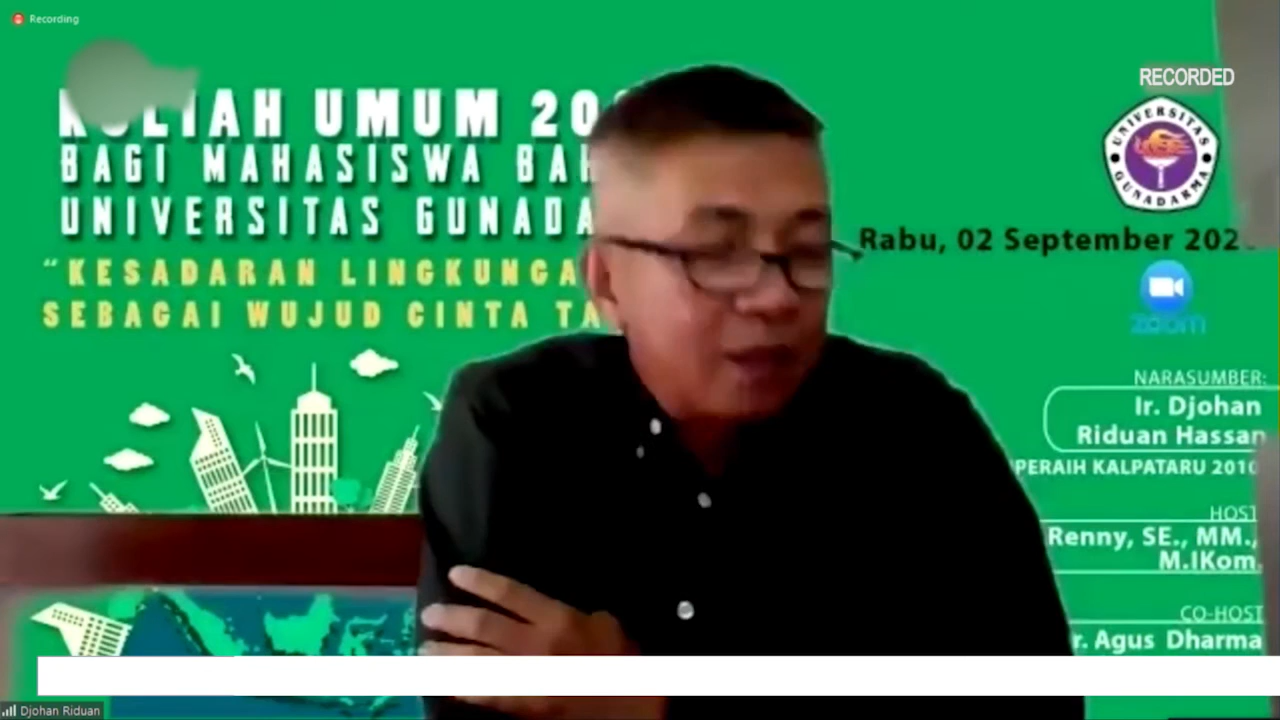 Recording
RECORDED
KULIAH UMUM 20
BAGI MAHASISWA BAR
UNIVERSITAS GUNADA
“KESADARAN LINGKUNGA
SEBAGAI WUJUD CINTA TA
UNIVERSITAS GUNADARMA
Rabu, 02 September 202
zoom
NARASUMBER:
Ir. Djohan
Riduan Hassan
PERAIH KALPATARU 2010
HOST
Renny, SE., MM.,
M.IKom.
CO-HOST
r. Agus Dharma
Djohan Riduan